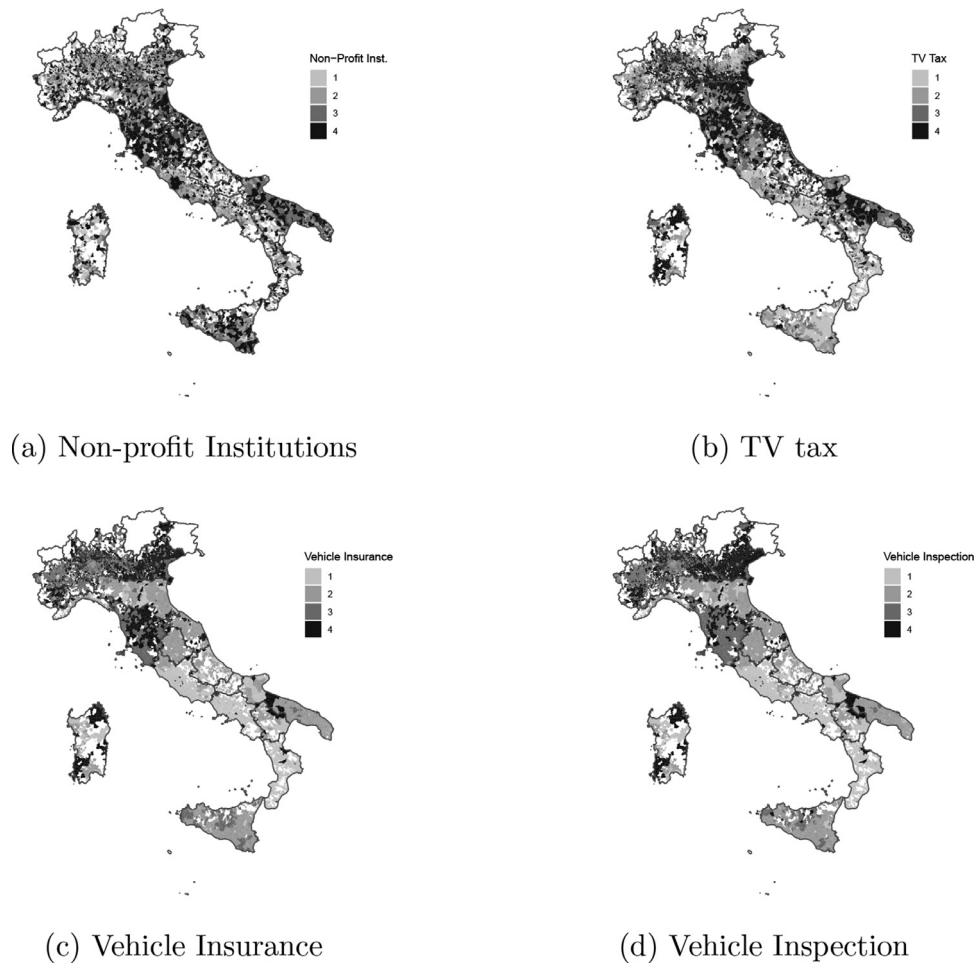 Non-Profit Inst.
1
2
3
4
TV Tax
1
2
3
4
(a) Non-profit Institutions
(b) TV tax
Vehicle Insurance
1
2
3
4
Vehicle Inspection
1
2
3
4
(c) Vehicle Insurance
(d) Vehicle Inspection